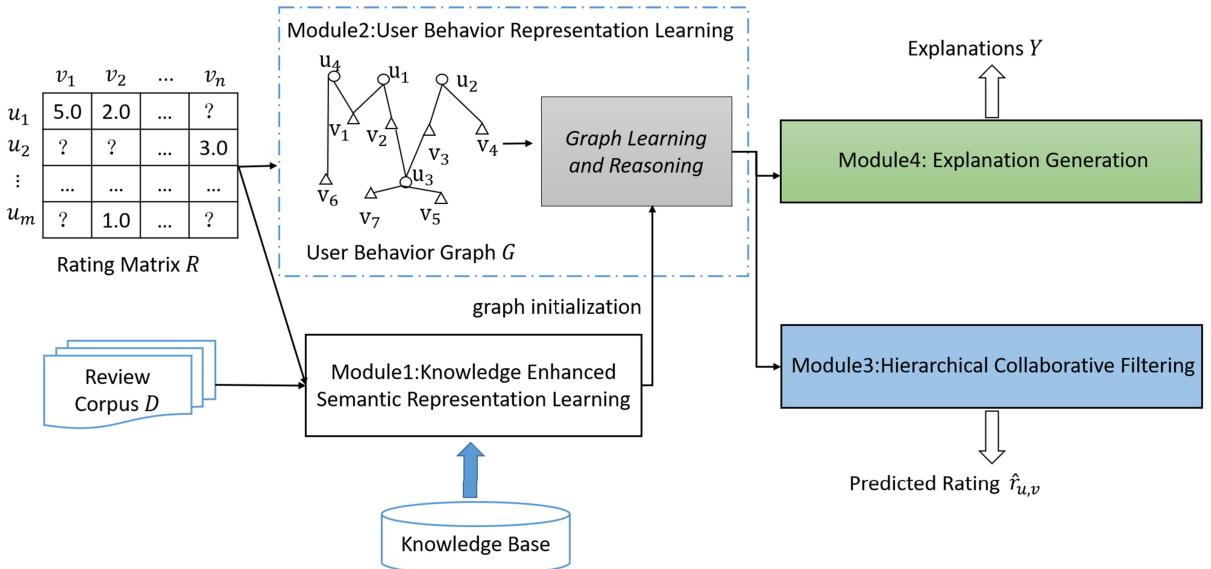 Module2:User Behavior Representation Learning
Explanations Y
v₁ v₂ ... vₙ
u₁ 5.0 2.0 ... ?
u₂ ? ? ... 3.0
⋮ ... ... ... ...
uₘ ? 1.0 ... ?
Rating Matrix R
u₄ u₁ u₂
v₁ v₂ v₃ v₄
u₃
v₆ v₇ v₅
User Behavior Graph G
Graph Learning
and Reasoning
Module4: Explanation Generation
graph initialization
Review
Corpus D
Module1:Knowledge Enhanced
Semantic Representation Learning
Module3:Hierarchical Collaborative Filtering
Predicted Rating r̂ᵤ,ᵥ
Knowledge Base